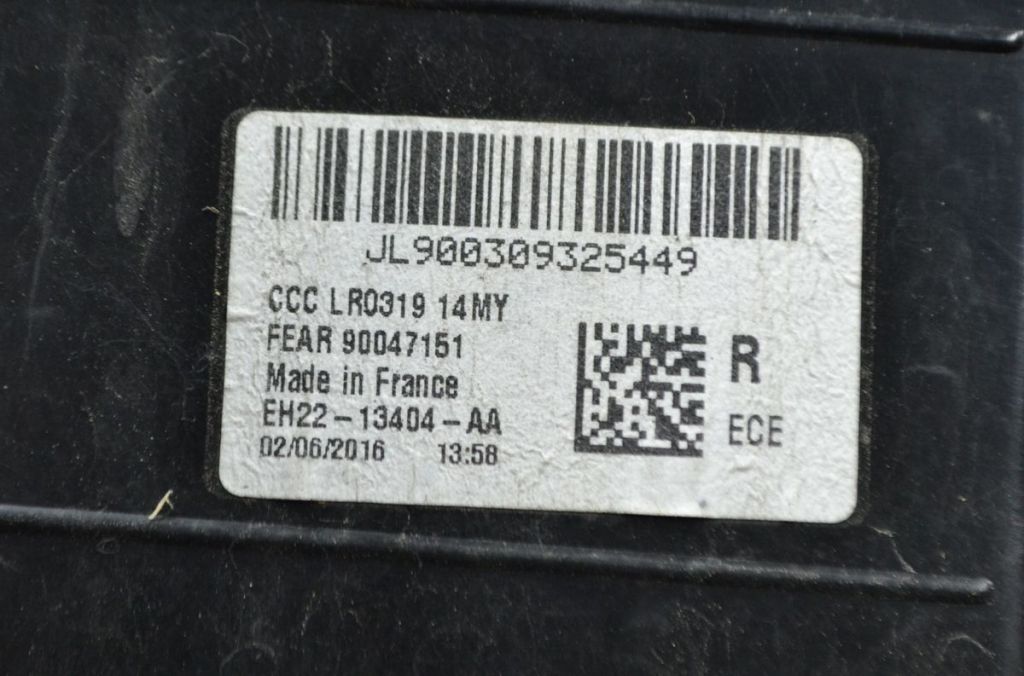 JL900309325449
CCC LR0319 14MY
FEAR 90047151
Made in France
EH22-13404-AA
R
ECE
02/06/2016 13:58